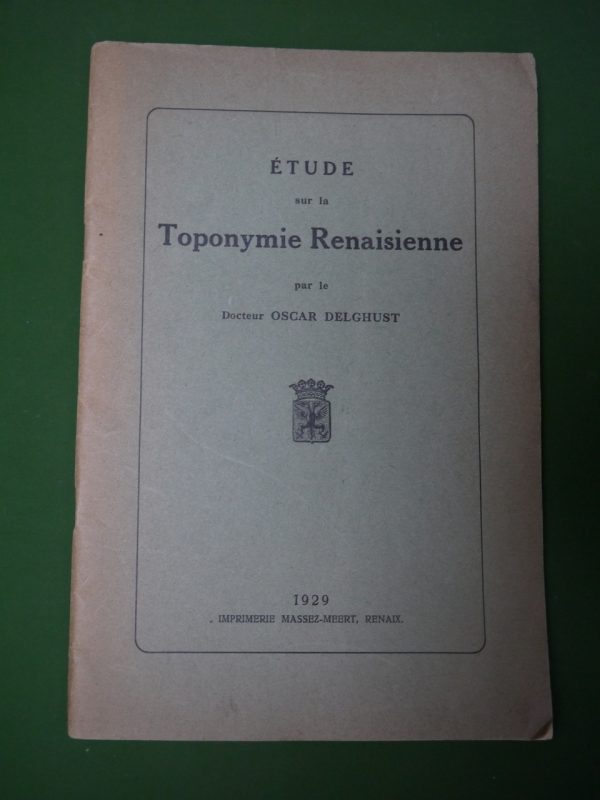 ÉTUDE
sur la
Toponymie Renaisienne
par le
Docteur OSCAR DELGHUST
1929
IMPRIMERIE MASSEZ-MEERT, RENAIX.